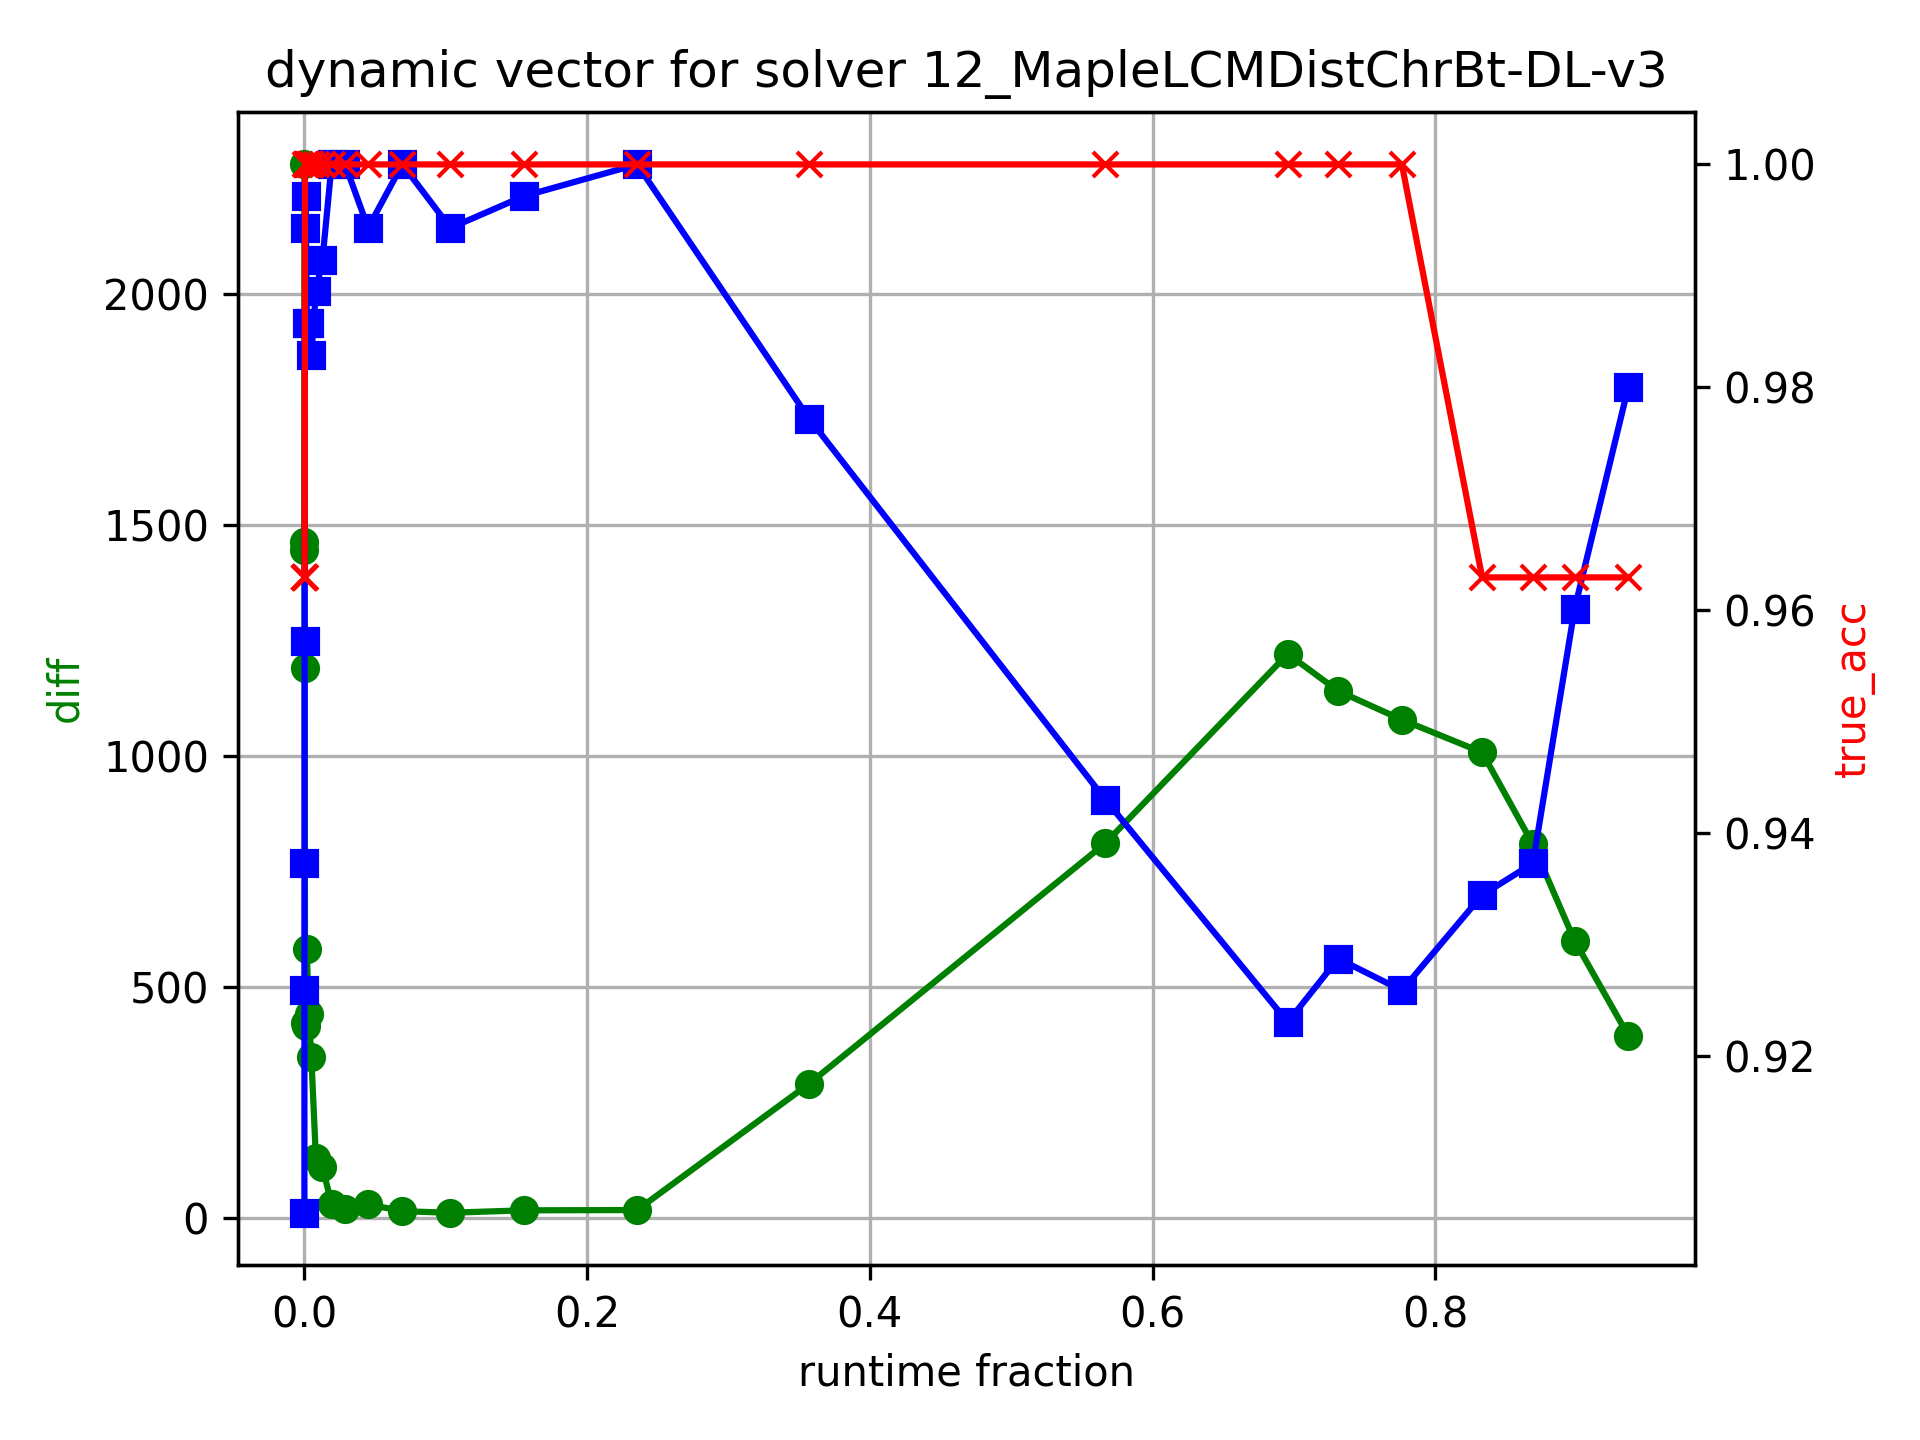 dynamic vector for solver 12_MapleLCMDistChrBt-DL-v3
2000
1500
1000
500
0
diff
1.00
0.98
0.96
0.94
0.92
true_acc
0.0 0.2 0.4 0.6 0.8
runtime fraction